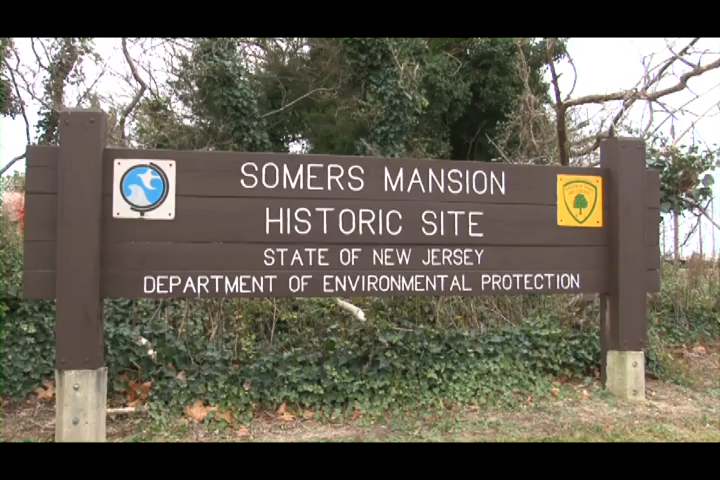 SOMERS MANSION
HISTORIC SITE
STATE OF NEW JERSEY
DEPARTMENT OF ENVIRONMENTAL PROTECTION